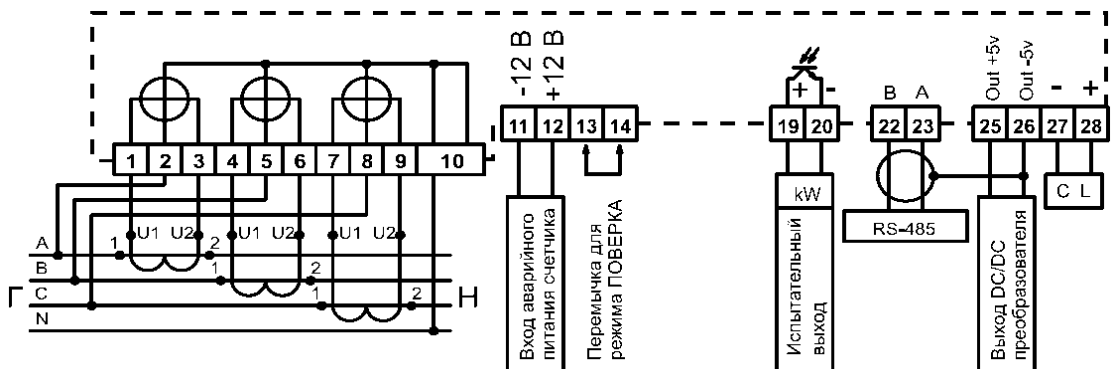 -12 В
+12 В
+ -
B A
Out +5v
Out -5v
- +
1 2 3 4 5 6 7 8 9 10
11 12 13 14
19 20
22 23
25 26 27 28
U1 U2 U1 U2 U1 U2
A 1 2
B 1 2
C 1 2
N
Г
Н
Вход аварийного
питания счетчика
Перемычка для
режима ПОВЕРКА
kW
Испытательный
выход
RS-485
Выход DC/DC
преобразователя
C L